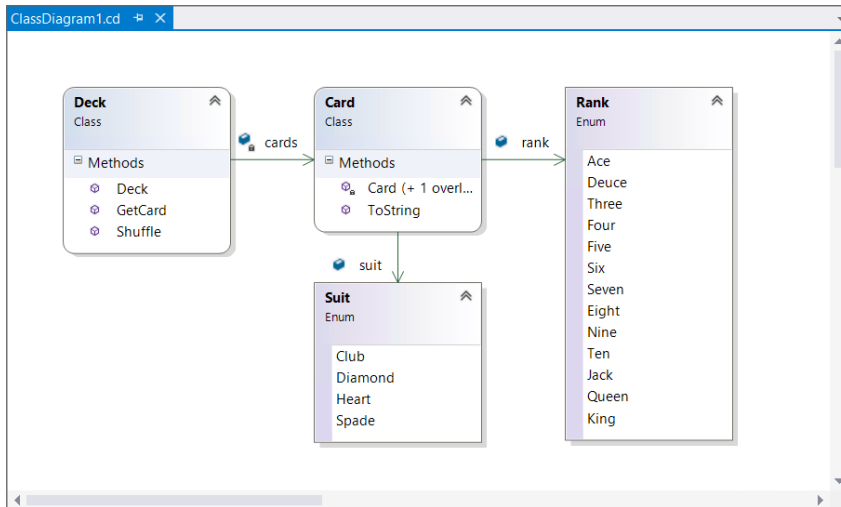 ClassDiagram1.cd
Deck
Class
Methods
Deck
GetCard
Shuffle
cards
Card
Class
Methods
Card (+ 1 overl...
ToString
rank
Rank
Enum
Ace
Deuce
Three
Four
Five
Six
Seven
Eight
Nine
Ten
Jack
Queen
King
suit
Suit
Enum
Club
Diamond
Heart
Spade